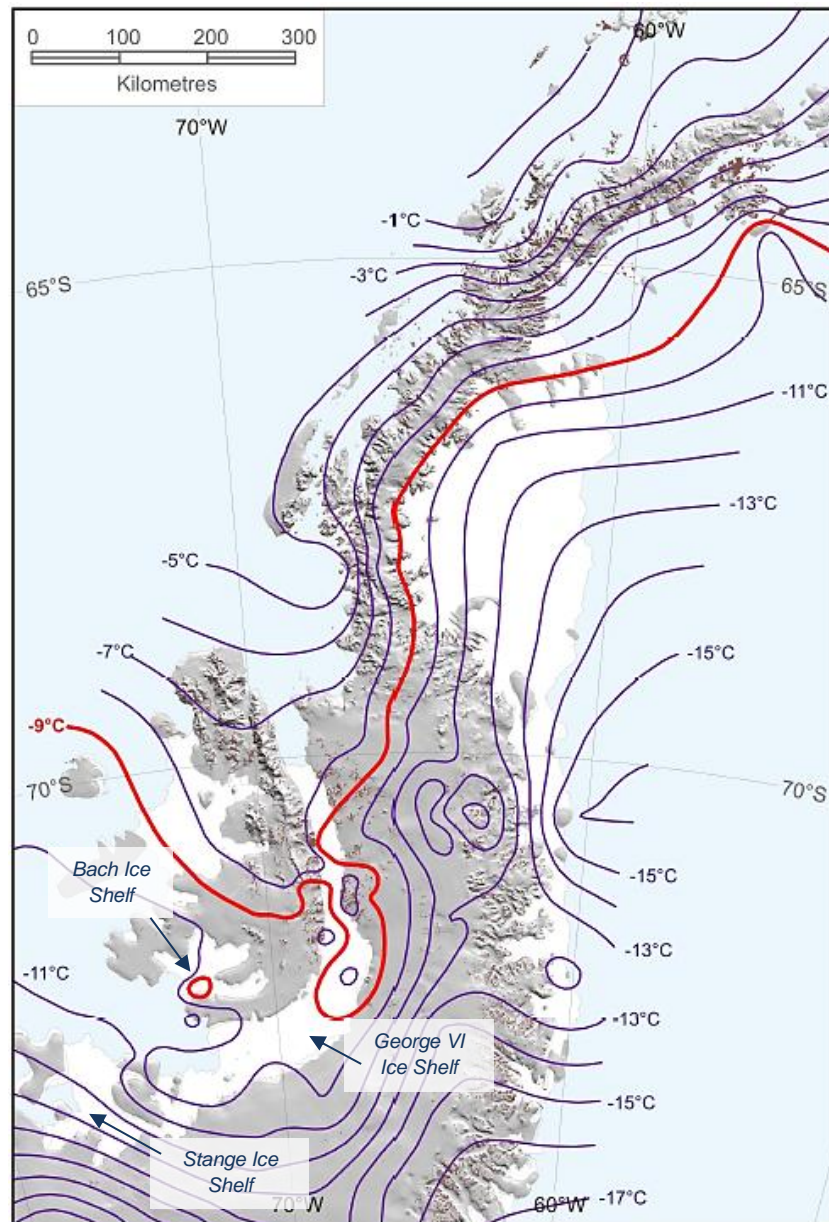 0 100 200 300
Kilometres
60°W
70°W
-1°C
-3°C
65°S
65°S
-11°C
-13°C
-5°C
-7°C
-15°C
-9°C
70°S
70°S
Bach Ice
Shelf
-15°C
-13°C
-11°C
-13°C
George VI
Ice Shelf
-15°C
Stange Ice
Shelf
70°W
60°W
-17°C